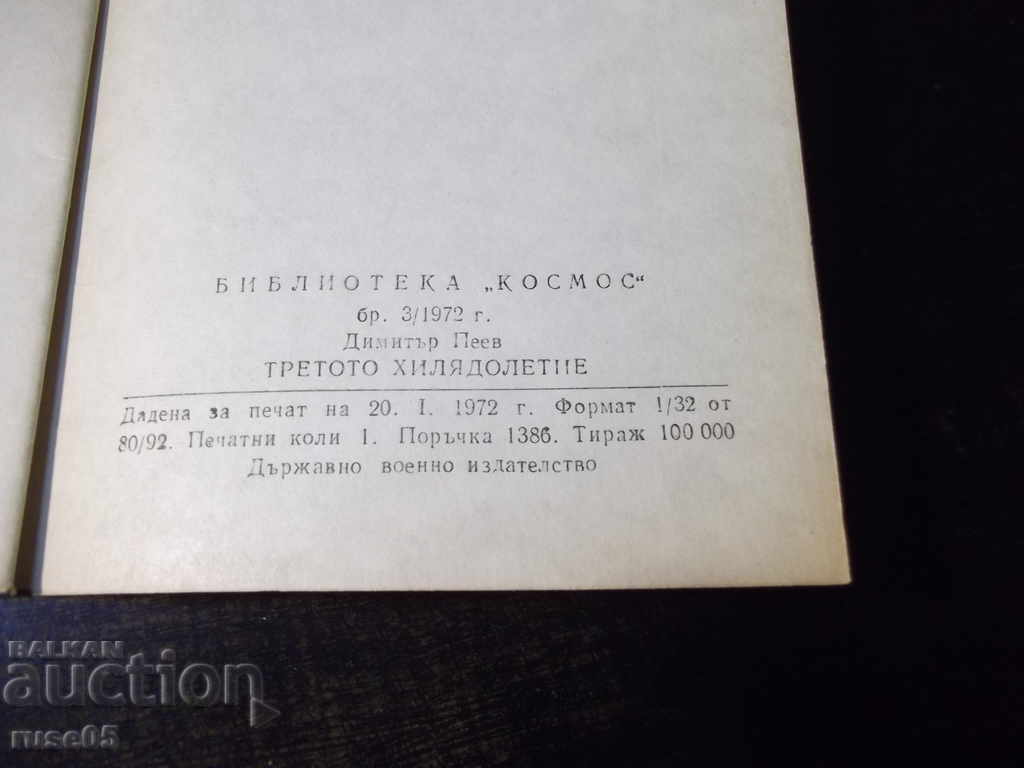 БИБЛИОТЕКА „КОСМОС“
бр. 3/1972 г.
Димитър Пеев
ТРЕТОТО ХИЛЯДОЛЕТИЕ
Дадена за печат на 20. I. 1972 г. Формат 1/32 от
80/92. Печатни коли 1. Поръчка 1386. Тираж 100 000
Държавно военно издателство
BALKAN
auction
ruse05